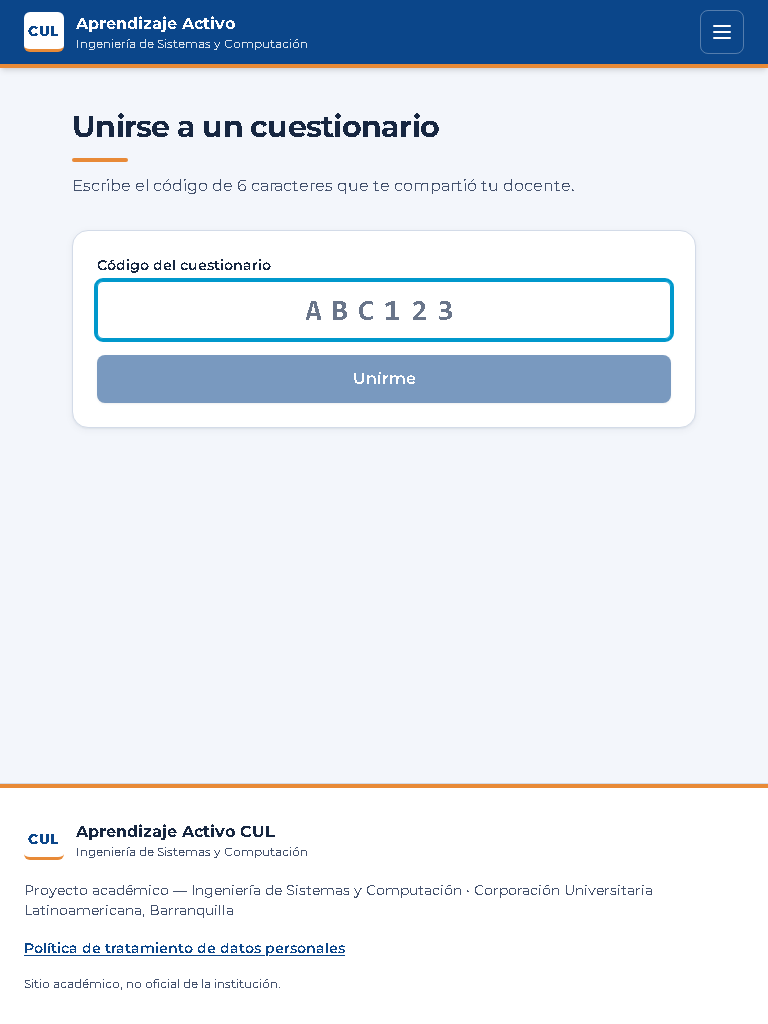 CUL
Aprendizaje Activo
Ingeniería de Sistemas y Computación
Unirse a un cuestionario
Escribe el código de 6 caracteres que te compartió tu docente.
Código del cuestionario
ABC123
Unirme
CUL
Aprendizaje Activo CUL
Ingeniería de Sistemas y Computación
Proyecto académico — Ingeniería de Sistemas y Computación · Corporación Universitaria
Latinoamericana, Barranquilla
Política de tratamiento de datos personales
Sitio académico, no oficial de la institución.